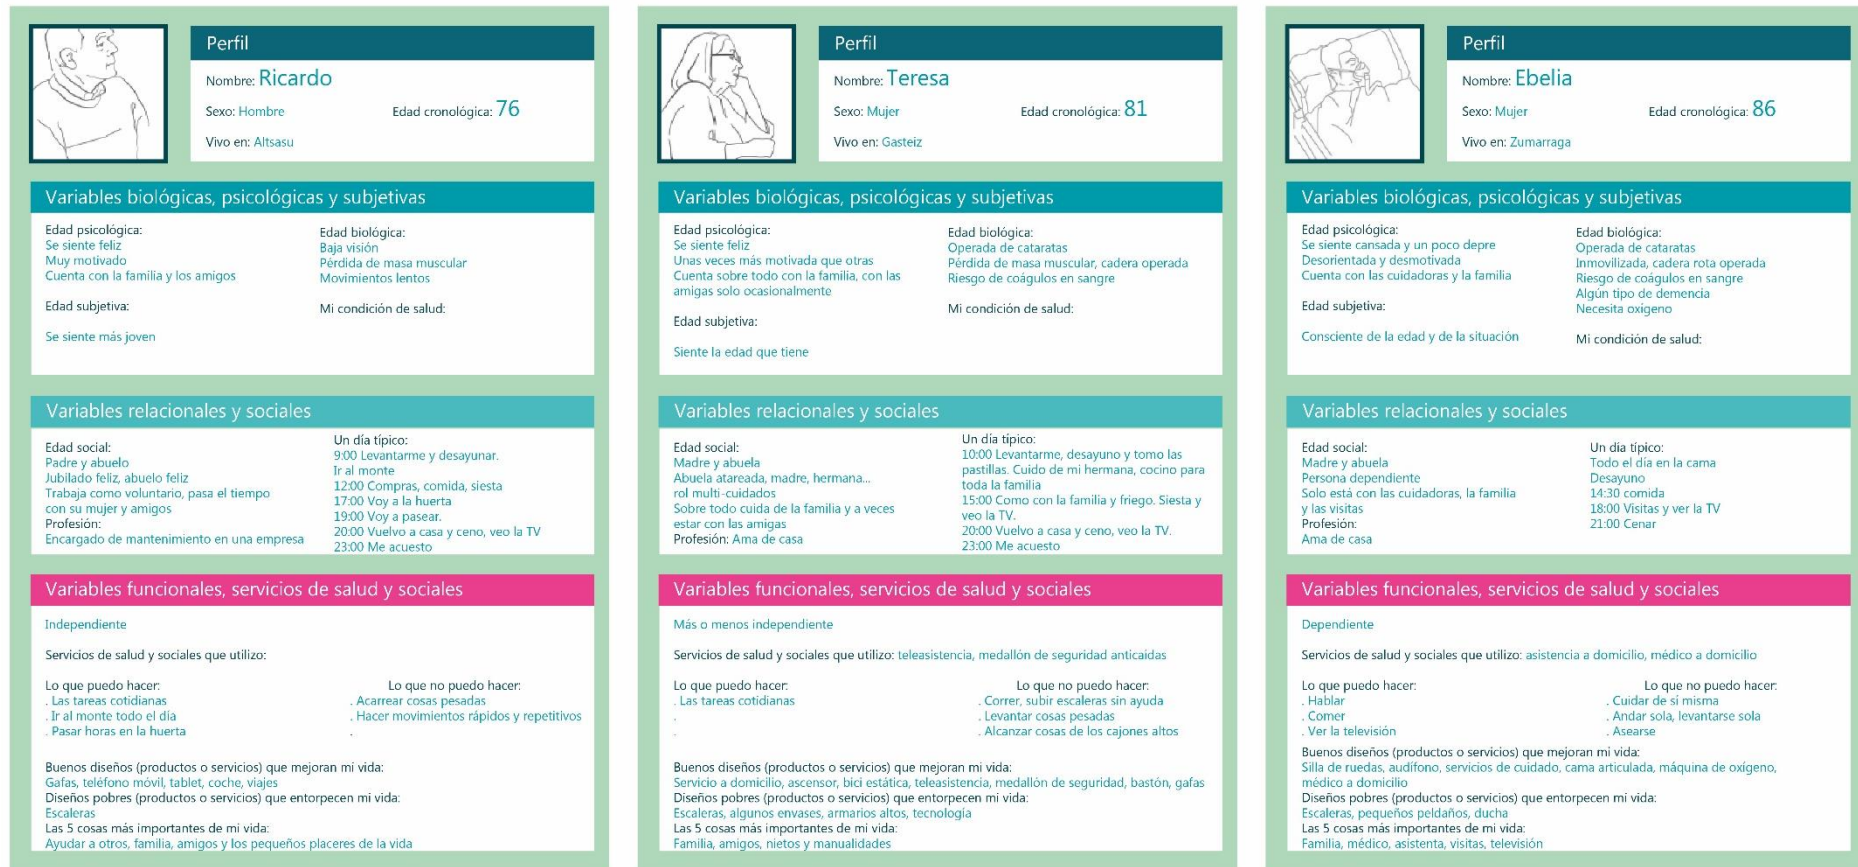 Perfil
Nombre: Ricardo
Sexo: Hombre
Edad cronológica: 76
Vivo en: Altsasu
Variables biológicas, psicológicas y subjetivas
Edad psicológica:
Se siente feliz
Muy motivado
Cuenta con la familia y los amigos
Edad subjetiva:
Se siente más joven
Edad biológica:
Baja visión
Pérdida de masa muscular
Movimientos lentos
Mi condición de salud:
Variables relacionales y sociales
Edad social:
Padre y abuelo
Jubilado feliz, abuelo feliz
Trabaja como voluntario, pasa el tiempo
con su mujer y amigos
Profesión:
Encargado de mantenimiento en una empresa
Un día típico:
9:00 Levantarme y desayunar.
Ir al monte
12:00 Compras, comida, siesta
17:00 Voy a la huerta
19:00 Voy a pasear.
20:00 Vuelvo a casa y ceno, veo la TV
23:00 Me acuesto
Variables funcionales, servicios de salud y sociales
Independiente
Servicios de salud y sociales que utilizo:
Lo que puedo hacer:
. Las tareas cotidianas
. Ir al monte todo el día
. Pasar horas en la huerta
Lo que no puedo hacer:
. Acarrear cosas pesadas
. Hacer movimientos rápidos y repetitivos
.
Buenos diseños (productos o servicios) que mejoran mi vida:
Gafas, teléfono móvil, tablet, coche, viajes
Diseños pobres (productos o servicios) que entorpecen mi vida:
Escaleras
Las 5 cosas más importantes de mi vida:
Ayudar a otros, familia, amigos y los pequeños placeres de la vida
Perfil
Nombre: Teresa
Sexo: Mujer
Edad cronológica: 81
Vivo en: Gasteiz
Variables biológicas, psicológicas y subjetivas
Edad psicológica:
Se siente feliz
Unas veces más motivada que otras
Cuenta sobre todo con la familia, con las
amigas solo ocasionalmente
Edad subjetiva:
Siente la edad que tiene
Edad biológica:
Operada de cataratas
Pérdida de masa muscular, cadera operada
Riesgo de coágulos en sangre
Mi condición de salud:
Variables relacionales y sociales
Edad social:
Madre y abuela
Abuela atareada, madre, hermana...
rol multi-cuidados
Sobre todo cuida de la familia y a veces
estar con las amigas
Profesión: Ama de casa
Un día típico:
10:00 Levantarme, desayuno y tomo las
pastillas. Cuido de mi hermana, cocino para
toda la familia
15:00 Como con la familia y friego. Siesta y
veo la TV.
20:00 Vuelvo a casa y ceno, veo la TV.
23:00 Me acuesto
Variables funcionales, servicios de salud y sociales
Más o menos independiente
Servicios de salud y sociales que utilizo: teleasistencia, medallón de seguridad anticaidas
Lo que puedo hacer:
. Las tareas cotidianas
.
.
Lo que no puedo hacer:
. Correr, subir escaleras sin ayuda
. Levantar cosas pesadas
. Alcanzar cosas de los cajones altos
Buenos diseños (productos o servicios) que mejoran mi vida:
Servicio a domicilio, ascensor, bici estática, teleasistencia, medallón de seguridad, bastón, gafas
Diseños pobres (productos o servicios) que entorpecen mi vida:
Escaleras, algunos envases, armarios altos, tecnología
Las 5 cosas más importantes de mi vida:
Familia, amigos, nietos y manualidades
Perfil
Nombre: Ebelia
Sexo: Mujer
Edad cronológica: 86
Vivo en: Zumarraga
Variables biológicas, psicológicas y subjetivas
Edad psicológica:
Se siente cansada y un poco depre
Desorientada y desmotivada
Cuenta con las cuidadoras y la familia
Edad subjetiva:
Consciente de la edad y de la situación
Edad biológica:
Operada de cataratas
Inmovilizada, cadera rota operada
Riesgo de coágulos en sangre
Algún tipo de demencia
Necesita oxígeno
Mi condición de salud:
Variables relacionales y sociales
Edad social:
Madre y abuela
Persona dependiente
Solo está con las cuidadoras, la familia
y las visitas
Profesión:
Ama de casa
Un día típico:
Todo el día en la cama
Desayuno
14:30 comida
18:00 Visitas y ver la TV
21:00 Cenar
Variables funcionales, servicios de salud y sociales
Dependiente
Servicios de salud y sociales que utilizo: asistencia a domicilio, médico a domicilio
Lo que puedo hacer:
. Hablar
. Comer
. Ver la televisión
Lo que no puedo hacer:
. Cuidar de sí misma
. Andar sola, levantarse sola
. Asearse
Buenos diseños (productos o servicios) que mejoran mi vida:
Silla de ruedas, audífono, servicios de cuidado, cama articulada, máquina de oxígeno,
médico a domicilio
Diseños pobres (productos o servicios) que entorpecen mi vida:
Escaleras, pequeños peldaños, ducha
Las 5 cosas más importantes de mi vida:
Familia, médico, asistenta, visitas, televisión